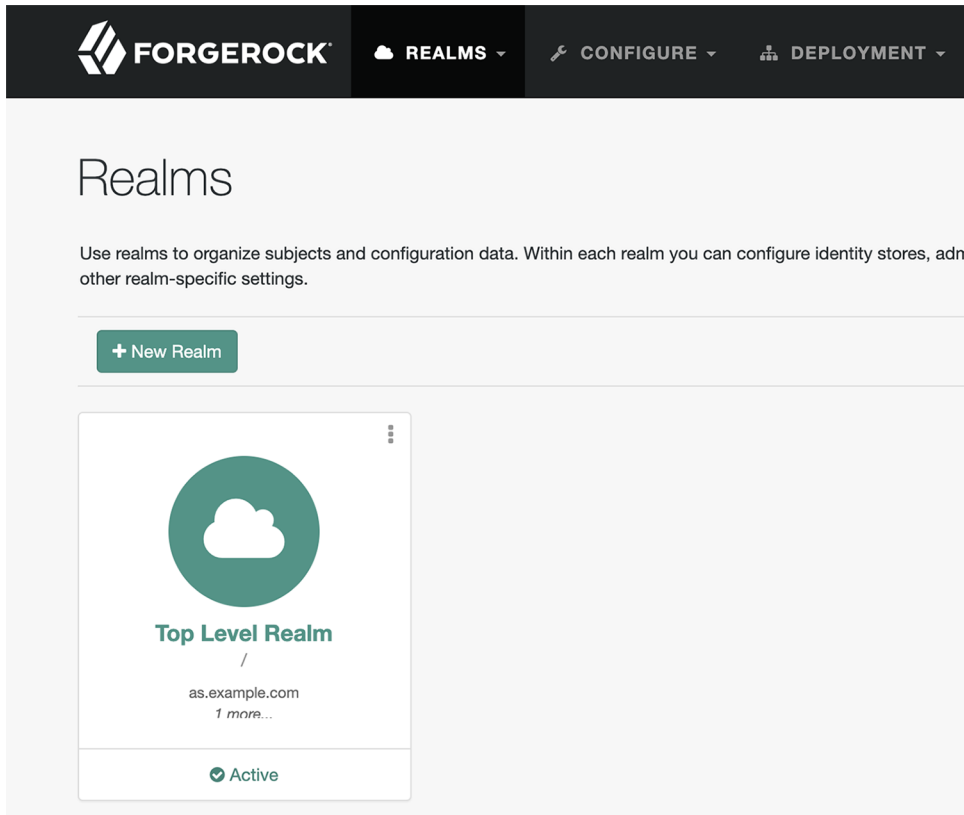 FORGEROCK
REALMS
CONFIGURE
DEPLOYMENT
Realms
Use realms to organize subjects and configuration data. Within each realm you can configure identity stores, adm
other realm-specific settings.
+ New Realm
Top Level Realm
/
as.example.com
1 more...
Active